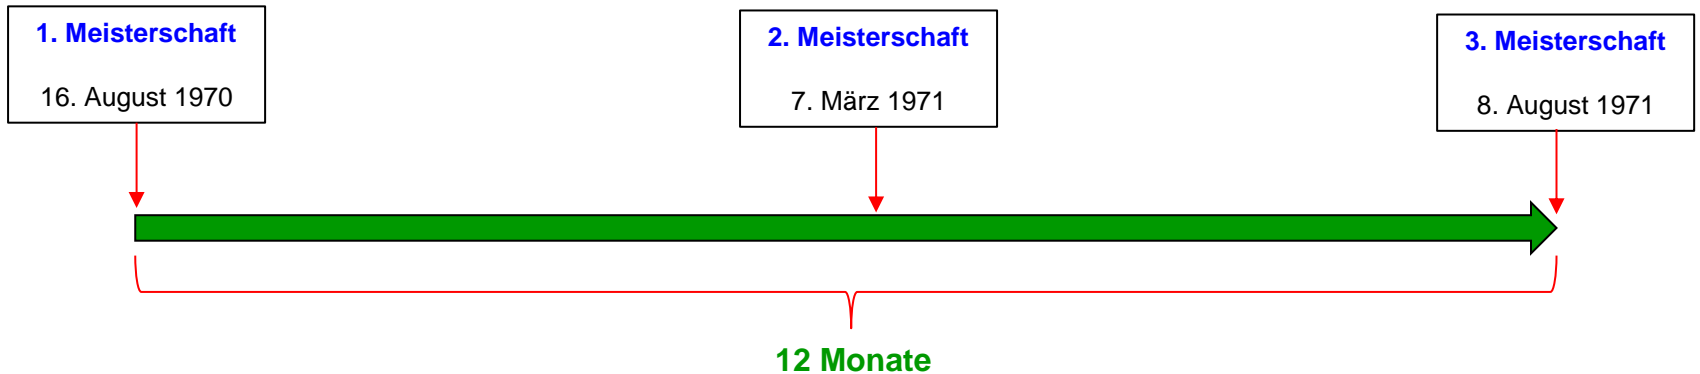 1. Meisterschaft
16. August 1970
2. Meisterschaft
7. März 1971
3. Meisterschaft
8. August 1971
12 Monate